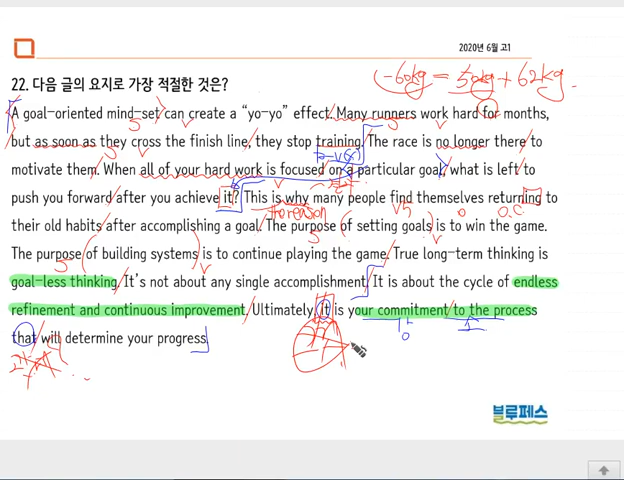 2020년 6월 고1
-60kg = 50kg + 62kg
22. 다음 글의 요지로 가장 적절한 것은?
A goal-oriented mind-set can create a “yo-yo” effect. Many runners work hard for months,
but as soon as they cross the finish line, they stop training. The race is no longer there to
motivate them. When all of your hard work is focused on a particular goal, what is left to
push you forward after you achieve it? This is why many people find themselves returning to
their old habits after accomplishing a goal. The purpose of setting goals is to win the game.
The purpose of building systems is to continue playing the game. True long-term thinking is
goal-less thinking. It’s not about any single accomplishment. It is about the cycle of endless
refinement and continuous improvement. Ultimately, it is your commitment to the process
that will determine your progress.
블루페스